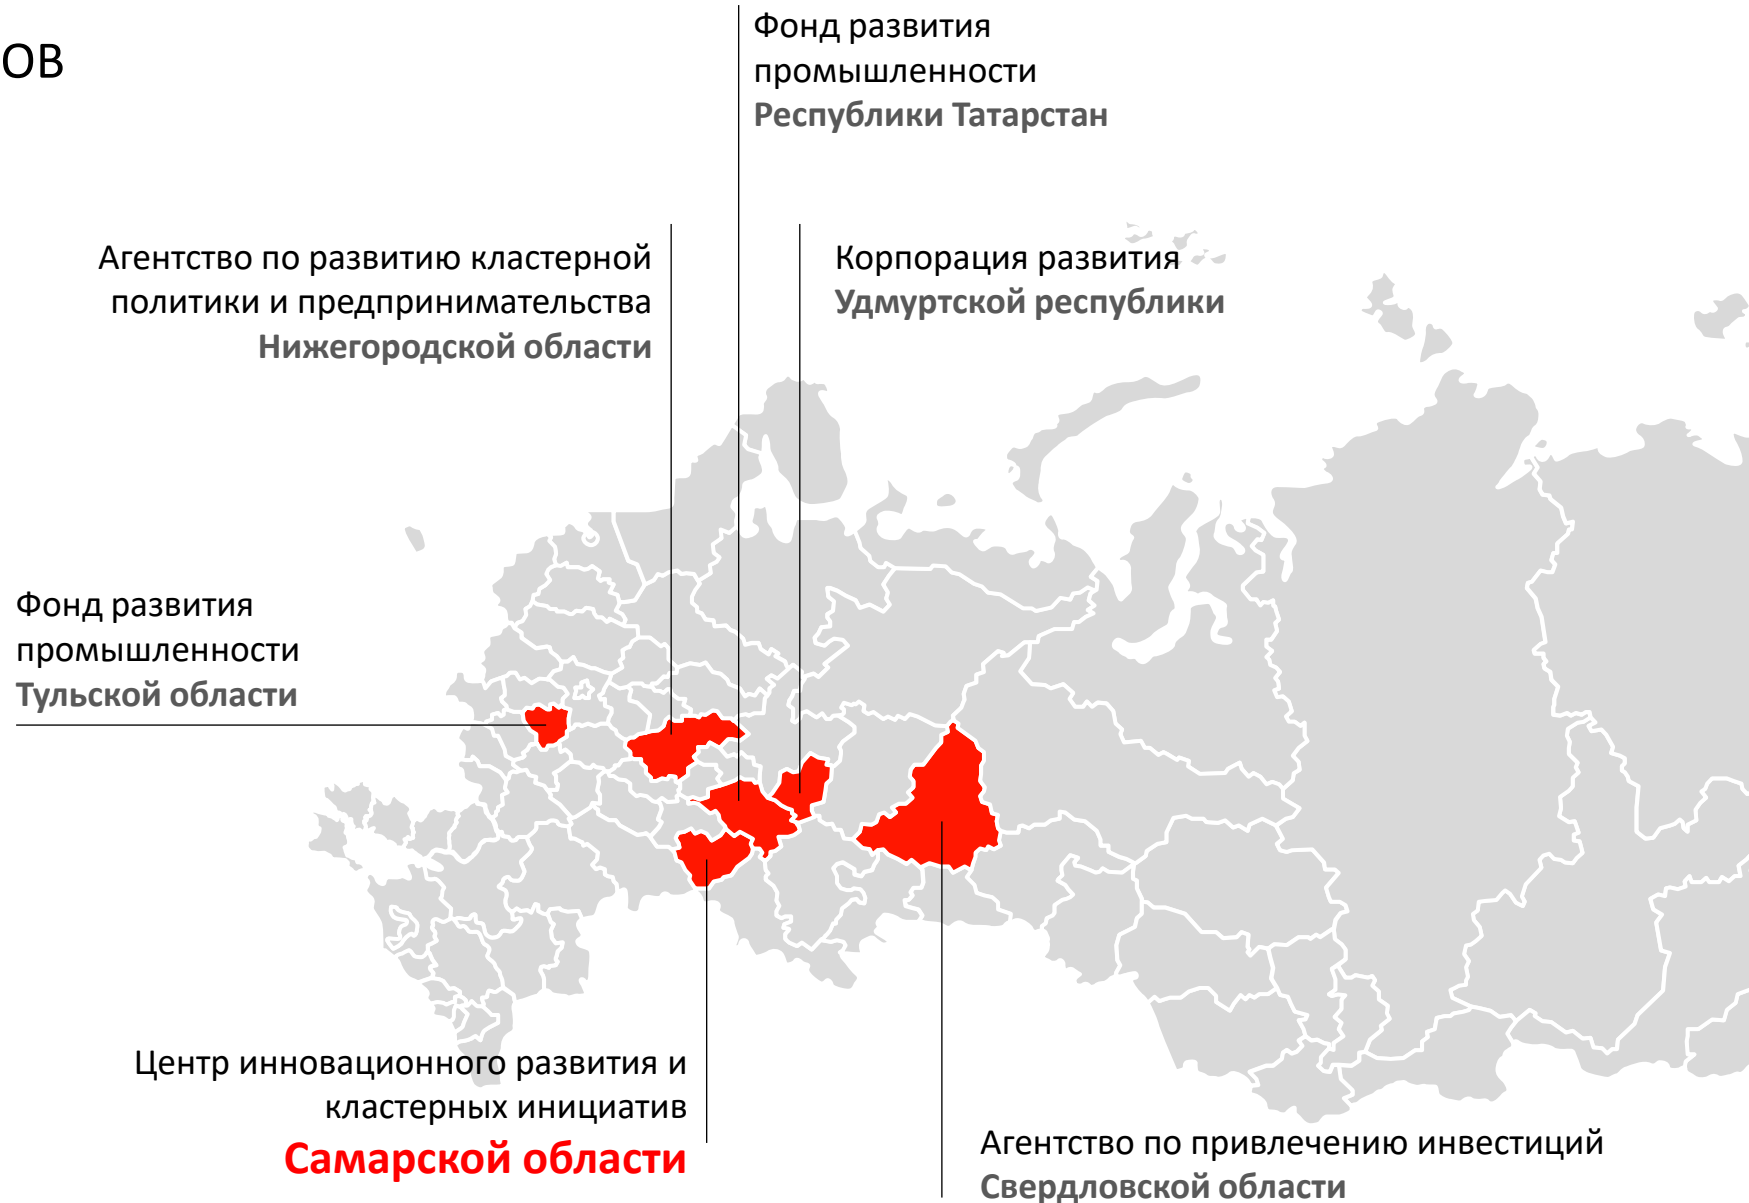 ОВ
Фонд развития
промышленности
Республики Татарстан
Агентство по развитию кластерной
политики и предпринимательства
Нижегородской области
Корпорация развития
Удмуртской республики
Фонд развития
промышленности
Тульской области
Центр инновационного развития и
кластерных инициатив
Самарской области
Агентство по привлечению инвестиций
Свердловской области